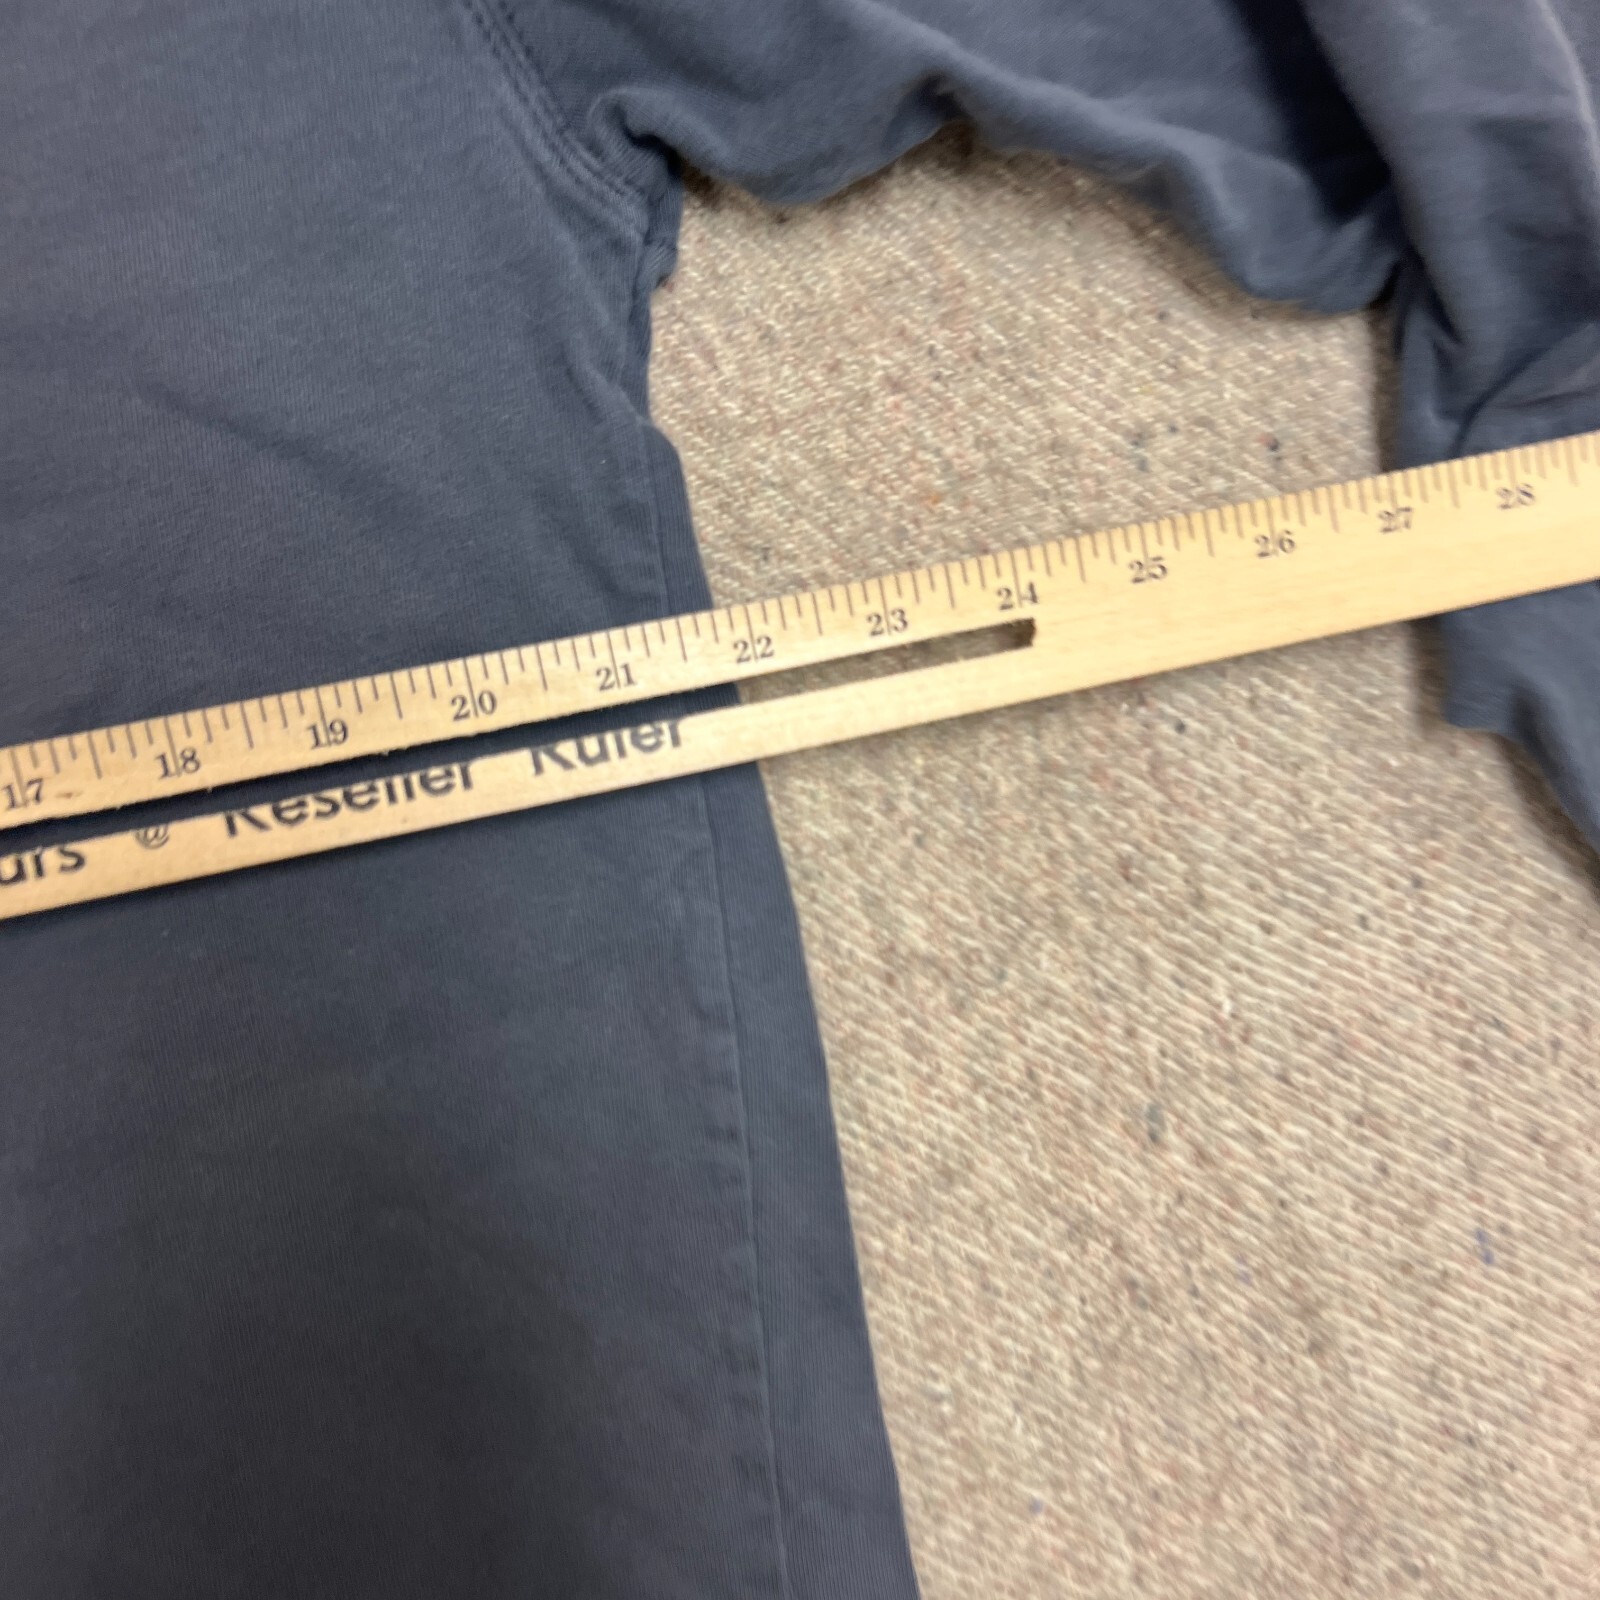 17 18 19 20 21 22 23 24 25 26 27 28
urs @ Reseller Ruler